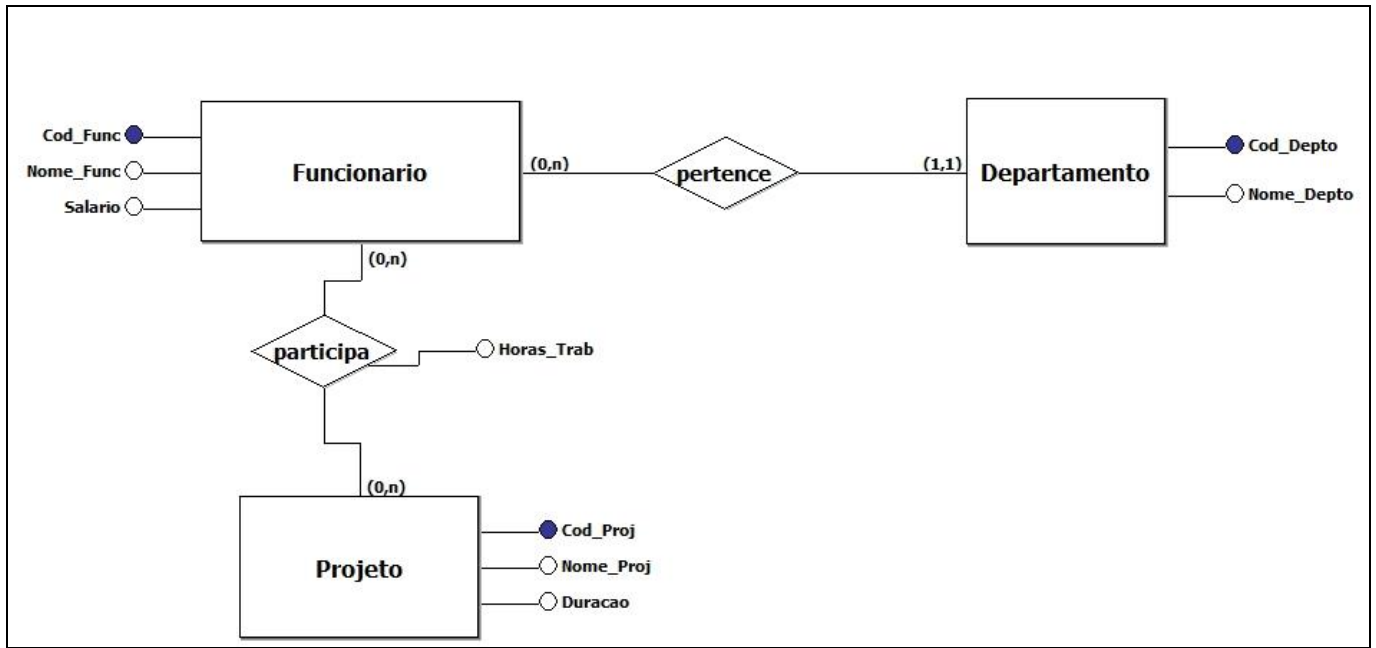 Cod_Func
Nome_Func
Salario
Funcionario
(0,n)
pertence
(1,1)
Departamento
Cod_Depto
Nome_Depto
(0,n)
participa
Horas_Trab
(0,n)
Projeto
Cod_Proj
Nome_Proj
Duracao